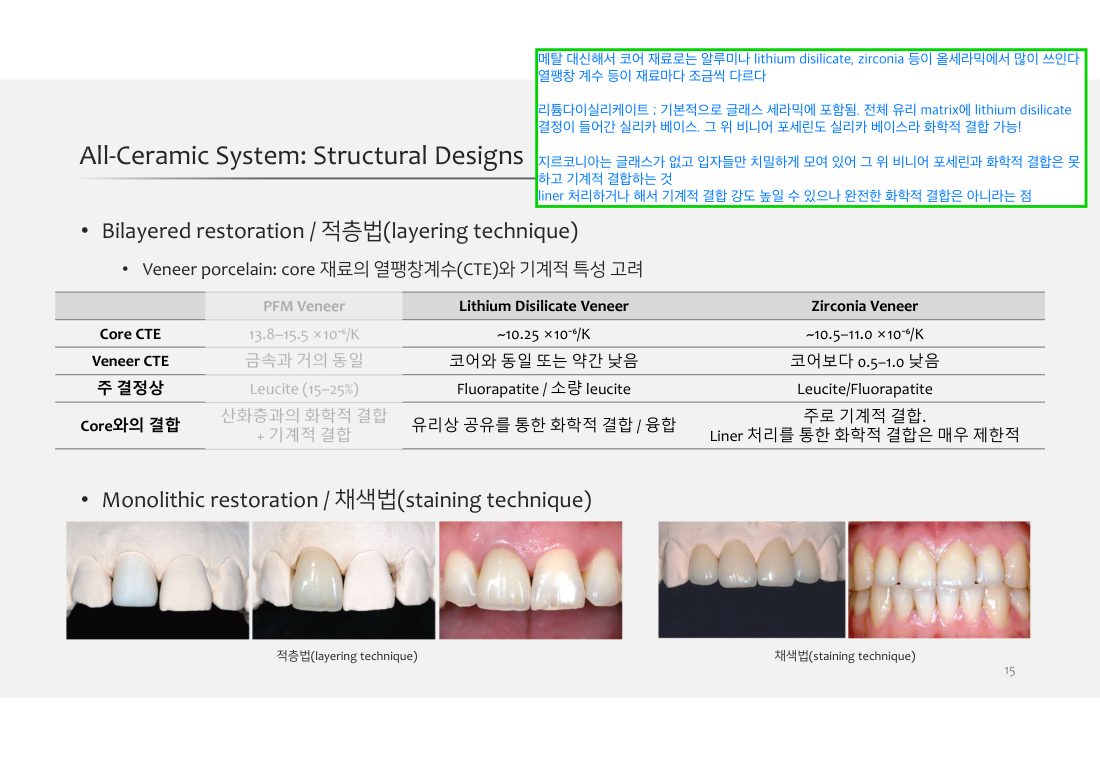 메탈 대신해서 코어 재료로는 알루미나 lithium disilicate, zirconia 등이 올세라믹에서 많이 쓰인다
열팽창 계수 등이 재료마다 조금씩 다르다
리튬다이실리케이트 ; 기본적으로 글래스 세라믹에 포함됨. 전체 유리 matrix에 lithium disilicate
결정이 들어간 실리카 베이스. 그 위 비니어 포세린도 실리카 베이스라 화학적 결합 가능!
지르코니아는 글래스가 없고 입자들만 치밀하게 모여 있어 그 위 비니어 포세린과 화학적 결합은 못
하고 기계적 결합하는 것
liner 처리하거나 해서 기계적 결합 강도 높일 수 있으나 완전한 화학적 결합은 아니라는 점
All-Ceramic System: Structural Designs
• Bilayered restoration / 적층법(layering technique)
• Veneer porcelain: core 재료의 열팽창계수(CTE)와 기계적 특성 고려
PFM Veneer Lithium Disilicate Veneer Zirconia Veneer
Core CTE 13.8–15.5 ×10⁻⁶/K ~10.25 ×10⁻⁶/K ~10.5–11.0 ×10⁻⁶/K
Veneer CTE 금속과 거의 동일 코어와 동일 또는 약간 낮음 코어보다 0.5–1.0 낮음
주 결정상 Leucite (15–25%) Fluorapatite / 소량 leucite Leucite/Fluorapatite
Core와의 결합 산화층과의 화학적 결합 + 기계적 결합 유리상 공유를 통한 화학적 결합 / 융합 주로 기계적 결합. Liner 처리를 통한 화학적 결합은 매우 제한적
• Monolithic restoration / 채색법(staining technique)
적층법(layering technique)
채색법(staining technique)
15